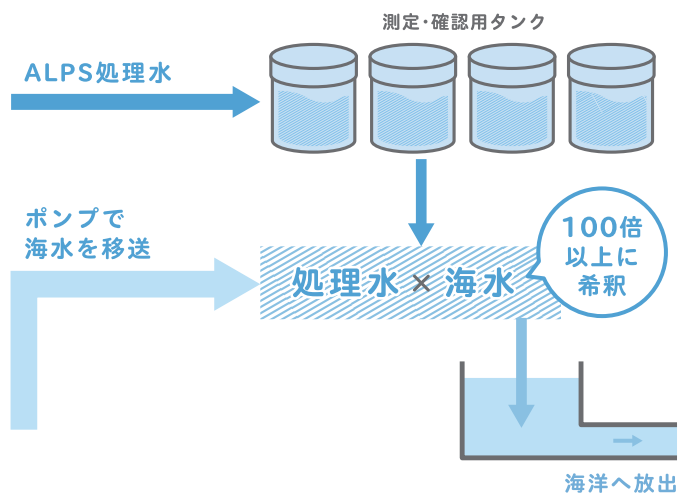 測定・確認用タンク
ALPS処理水
ポンプで
海水を移送
100倍
以上に
希釈
処理水×海水
海洋へ放出